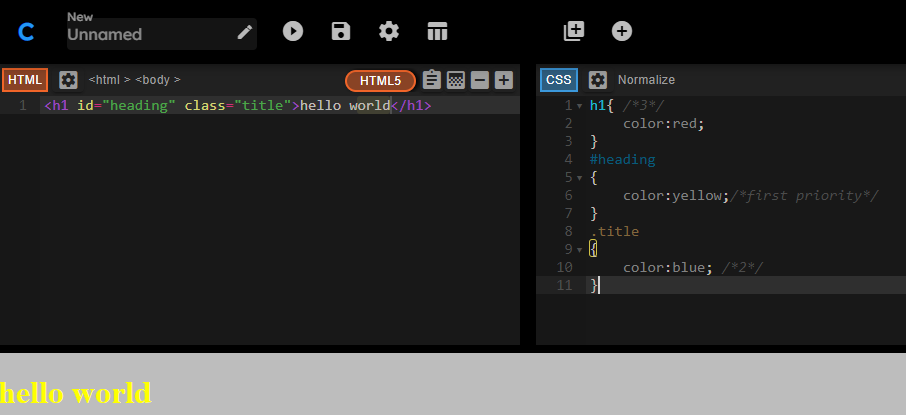 C
New
Unnamed
HTML <html > <body > HTML5
1 <h1 id="heading" class="title">hello world</h1>
CSS Normalize
1 h1{ /*3*/
2 color:red;
3 }
4 #heading
5 {
6 color:yellow;/*first priority*/
7 }
8 .title
9 {
10 color:blue; /*2*/
11 }
hello world